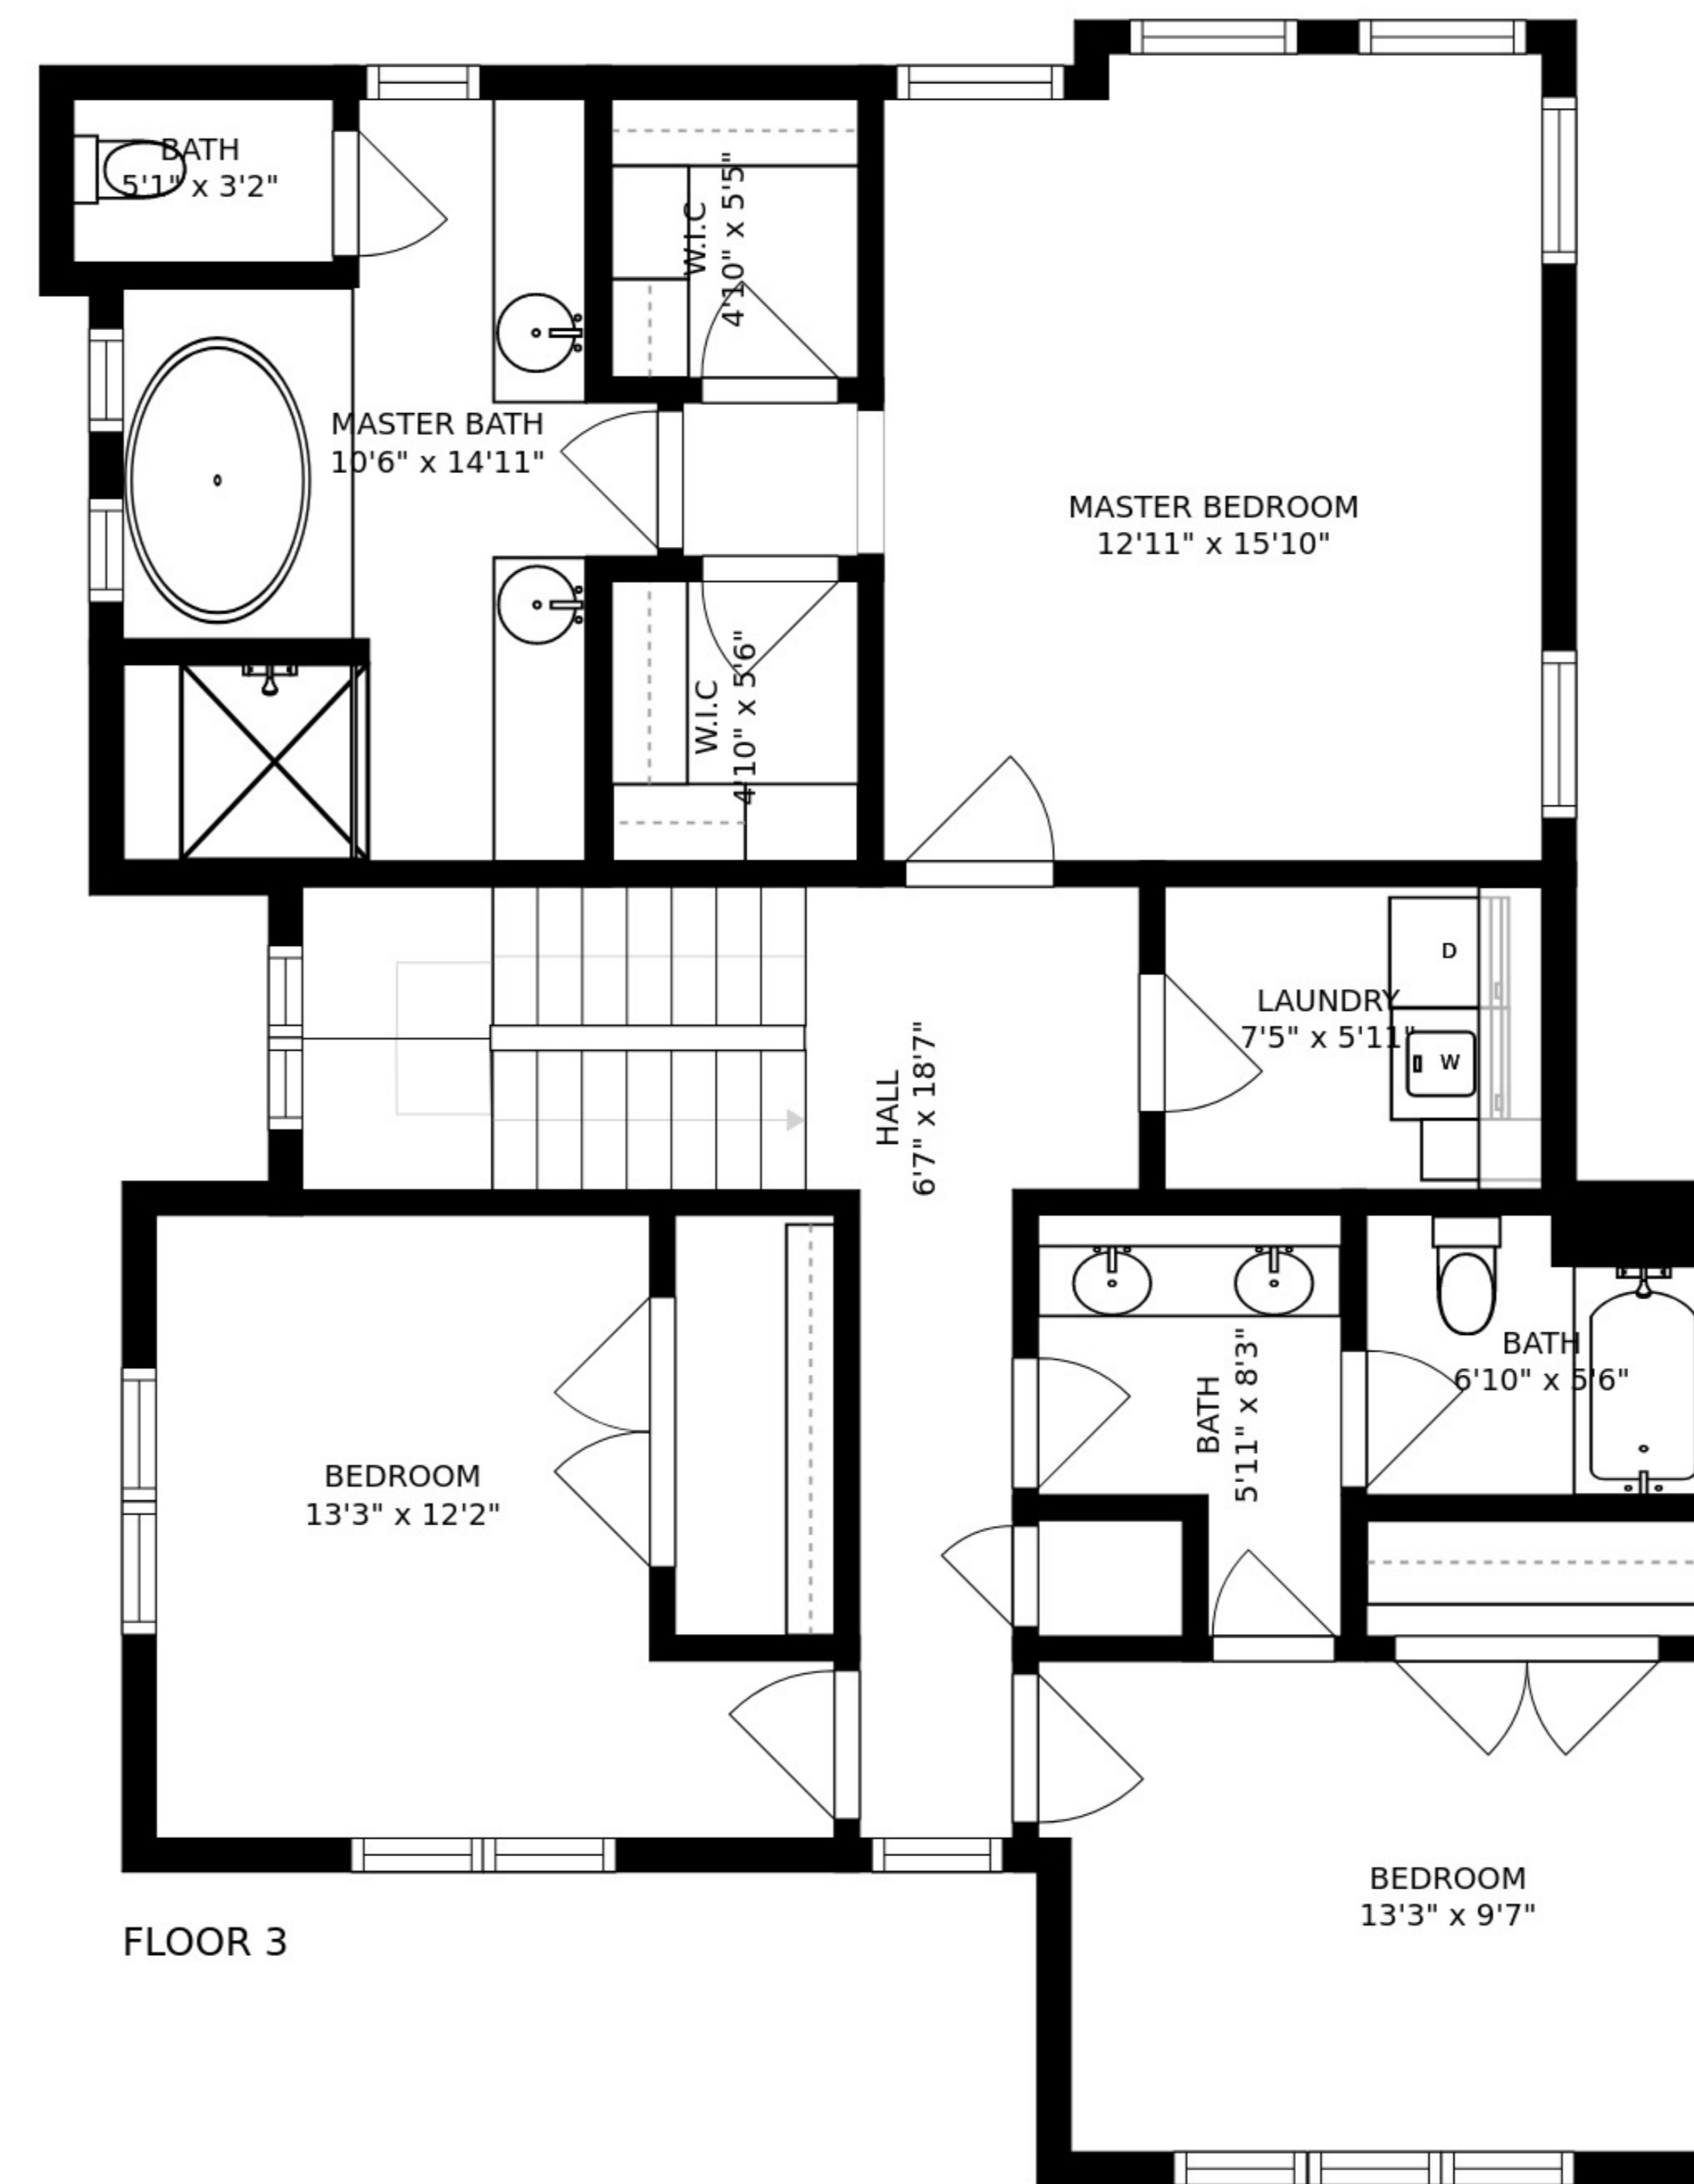 BATH
5'1" x 3'2"
W.I.C
4'10" x 5'5"
MASTER BATH
10'6" x 14'11"
MASTER BEDROOM
12'11" x 15'10"
W.I.C
4'10" x 5'6"
D
LAUNDRY
7'5" x 5'11"
W
HALL
6'7" x 18'7"
BATH
6'10" x 5'6"
BATH
5'11" x 8'3"
BEDROOM
13'3" x 12'2"
BEDROOM
13'3" x 9'7"
FLOOR 3